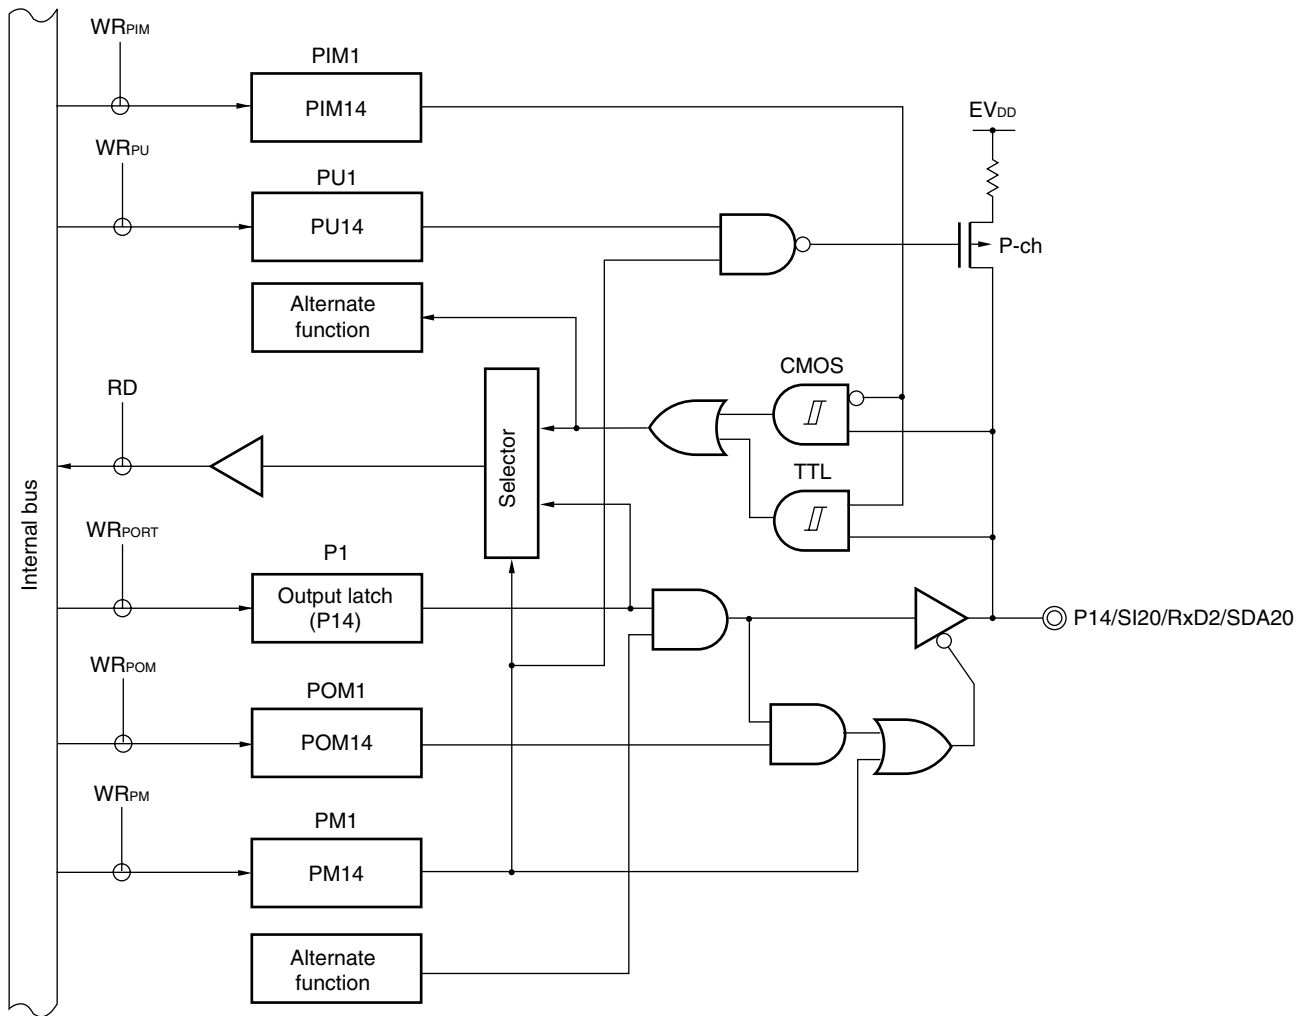 WRPIM
PIM1
PIM14
EVDD
WRPU
PU1
PU14
P-ch
Alternate
function
CMOS
RD
Selector
TTL
Internal bus
WRPORT
P1
Output latch
(P14)
P14/SI20/RxD2/SDA20
WRPOM
POM1
POM14
WRPM
PM1
PM14
Alternate
function